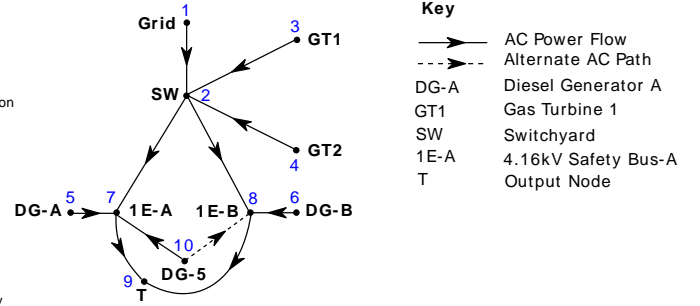 1
Grid
3
GT1
SW 2
GT2
4
5 7 8 6
DG-A 1E-A 1E-B DG-B
10
DG-5
9
T
on
y
Key
AC Power Flow
Alternate AC Path
DG-A Diesel Generator A
GT1 Gas Turbine 1
SW Switchyard
1E-A 4.16kV Safety Bus-A
T Output Node